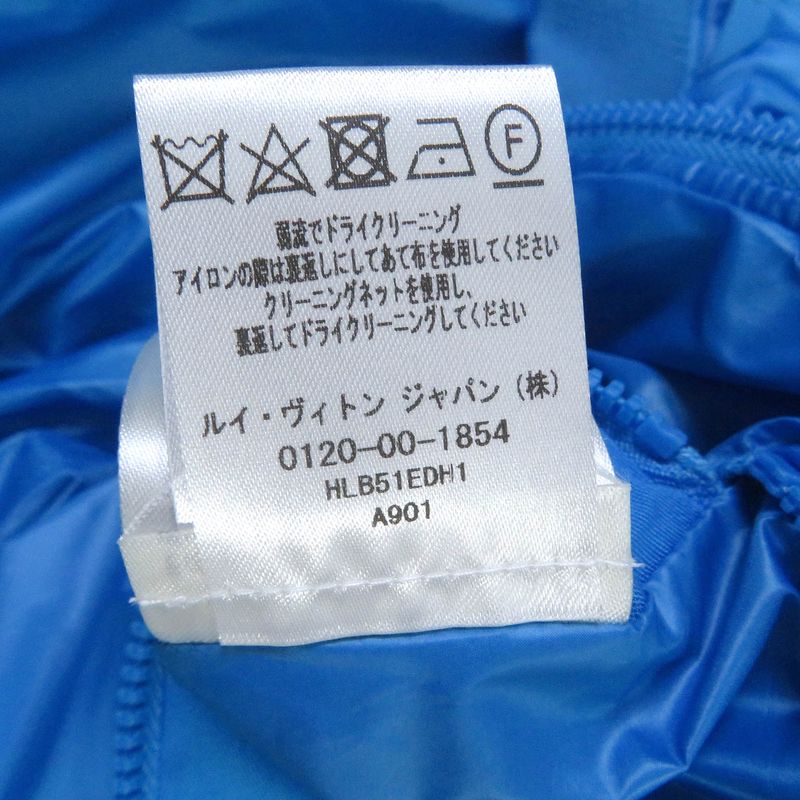 F
弱流でドライクリーニング
アイロンの際は裏返しにしてあて布を使用してください
クリーニングネットを使用し、
裏返してドライクリーニングしてください
ルイ・ヴィトン ジャパン（株）
0120-00-1854
HLB51EDH1
A901